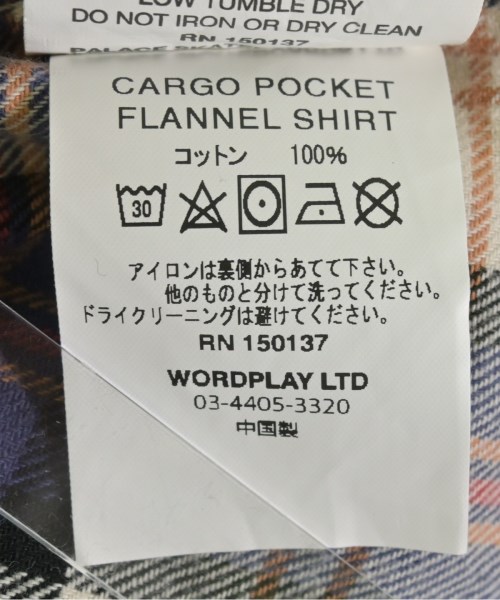 LOW TUMBLE DRY
DO NOT IRON OR DRY CLEAN
RN 150137
CARGO POCKET
FLANNEL SHIRT
コットン 100%
30
アイロンは裏側からあてて下さい。
他のものと分けて洗ってください。
ドライクリーニングは避けてください。
RN 150137
WORDPLAY LTD
03-4405-3320
中国製